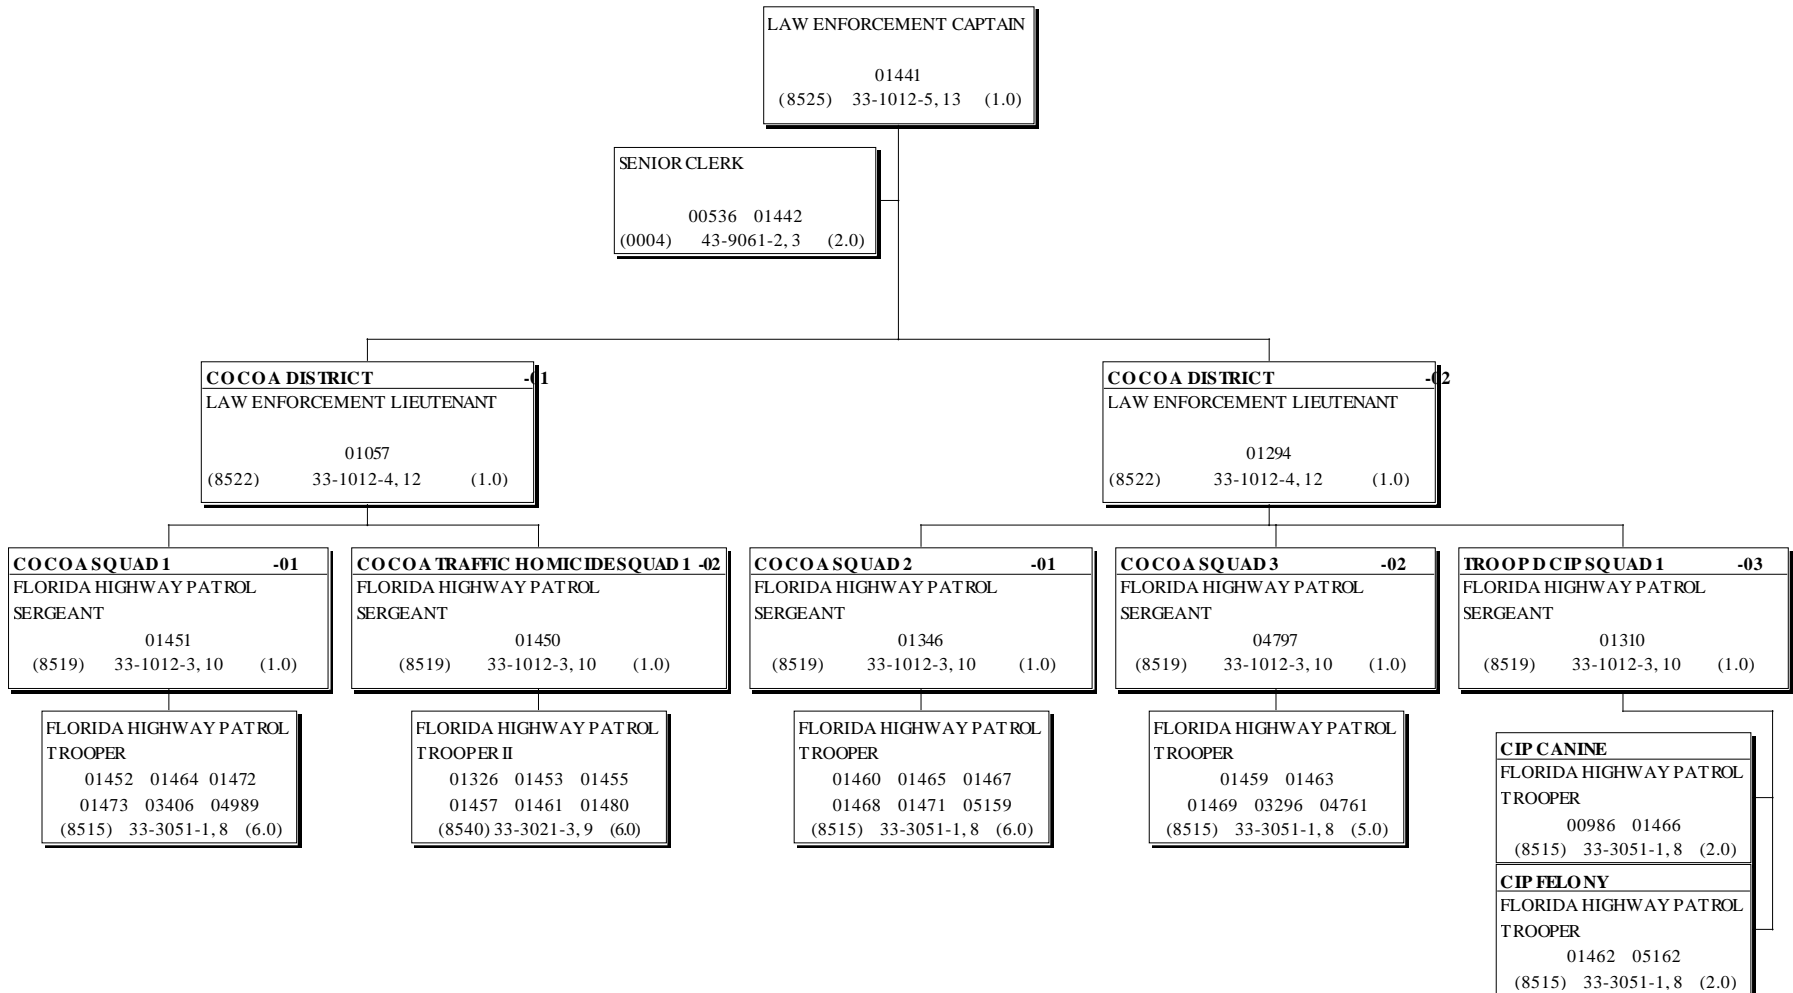 LAW ENFORCEMENT CAPTAIN
01441
(8525) 33-1012-5, 13 (1.0)
SENIOR CLERK
00536 01442
(0004) 43-9061-2, 3 (2.0)
COCOA DISTRICT -01
LAW ENFORCEMENT LIEUTENANT
01057
(8522) 33-1012-4, 12 (1.0)
COCOA DISTRICT -02
LAW ENFORCEMENT LIEUTENANT
01294
(8522) 33-1012-4, 12 (1.0)
COCOA SQUAD 1 -01
FLORIDA HIGHWAY PATROL
SERGEANT
01451
(8519) 33-1012-3, 10 (1.0)
COCOA TRAFFIC HOMICIDE SQUAD 1 -02
FLORIDA HIGHWAY PATROL
SERGEANT
01450
(8519) 33-1012-3, 10 (1.0)
COCOA SQUAD 2 -01
FLORIDA HIGHWAY PATROL
SERGEANT
01346
(8519) 33-1012-3, 10 (1.0)
COCOA SQUAD 3 -02
FLORIDA HIGHWAY PATROL
SERGEANT
04797
(8519) 33-1012-3, 10 (1.0)
TROOP D CIP SQUAD 1 -03
FLORIDA HIGHWAY PATROL
SERGEANT
01310
(8519) 33-1012-3, 10 (1.0)
FLORIDA HIGHWAY PATROL
TROOPER
01452 01464 01472
01473 03406 04989
(8515) 33-3051-1, 8 (6.0)
FLORIDA HIGHWAY PATROL
TROOPER II
01326 01453 01455
01457 01461 01480
(8540) 33-3021-3, 9 (6.0)
FLORIDA HIGHWAY PATROL
TROOPER
01460 01465 01467
01468 01471 05159
(8515) 33-3051-1, 8 (6.0)
FLORIDA HIGHWAY PATROL
TROOPER
01459 01463
01469 03296 04761
(8515) 33-3051-1, 8 (5.0)
CIP CANINE
FLORIDA HIGHWAY PATROL
TROOPER
00986 01466
(8515) 33-3051-1, 8 (2.0)
CIP FELONY
FLORIDA HIGHWAY PATROL
TROOPER
01462 05162
(8515) 33-3051-1, 8 (2.0)